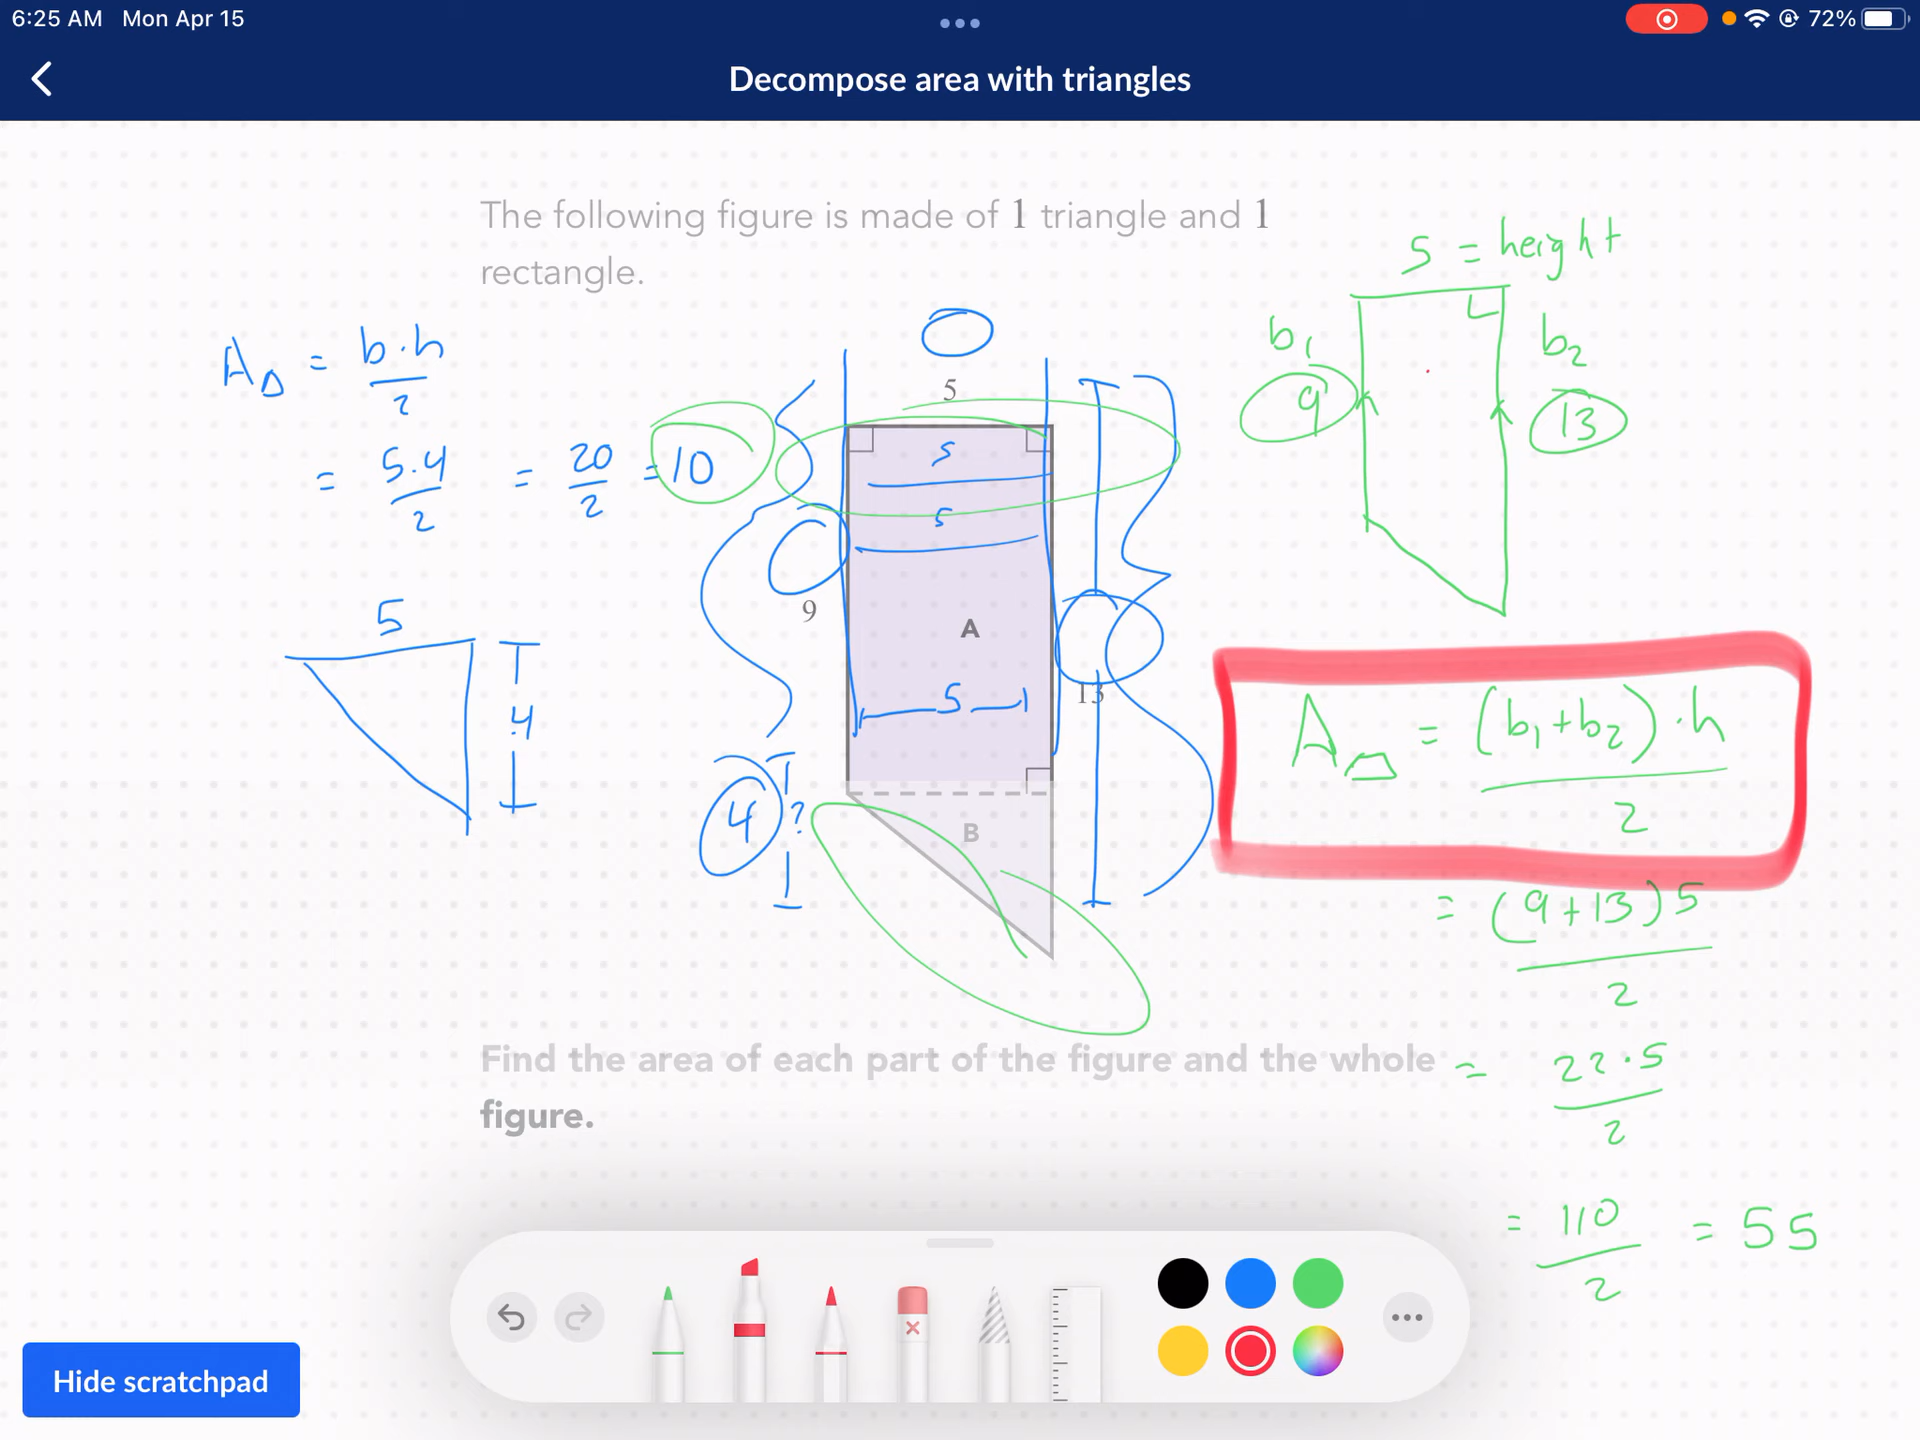 6:25 AM Mon Apr 15
72%
Decompose area with triangles
The following figure is made of 1 triangle and 1
rectangle.
A△ = b·h / 2
= 5.4 / 2 = 20 / 2 = 10
5
4
5
5
5
9
A
5
13
4 ?
B
5 = height
b1
b2
9
13
A = (b1+b2)·h / 2
= (9+13)5 / 2
= 22·5 / 2
= 110 / 2 = 55
Find the area of each part of the figure and the whole
figure.
Hide scratchpad